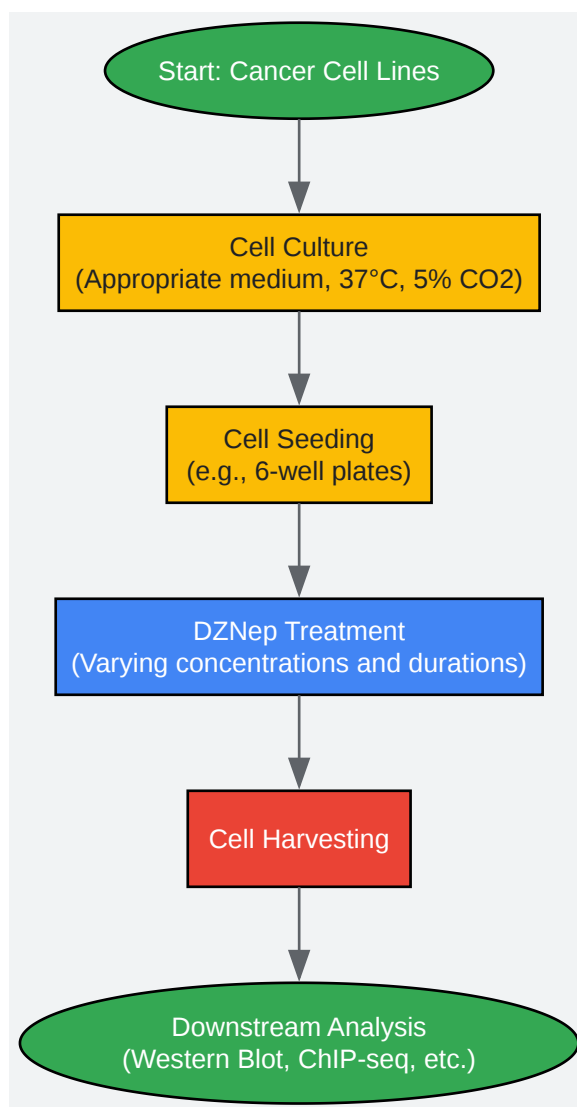 Start: Cancer Cell Lines
Cell Culture
(Appropriate medium, 37°C, 5% CO2)
Cell Seeding
(e.g., 6-well plates)
DZNep Treatment
(Varying concentrations and durations)
Cell Harvesting
Downstream Analysis
(Western Blot, ChIP-seq, etc.)